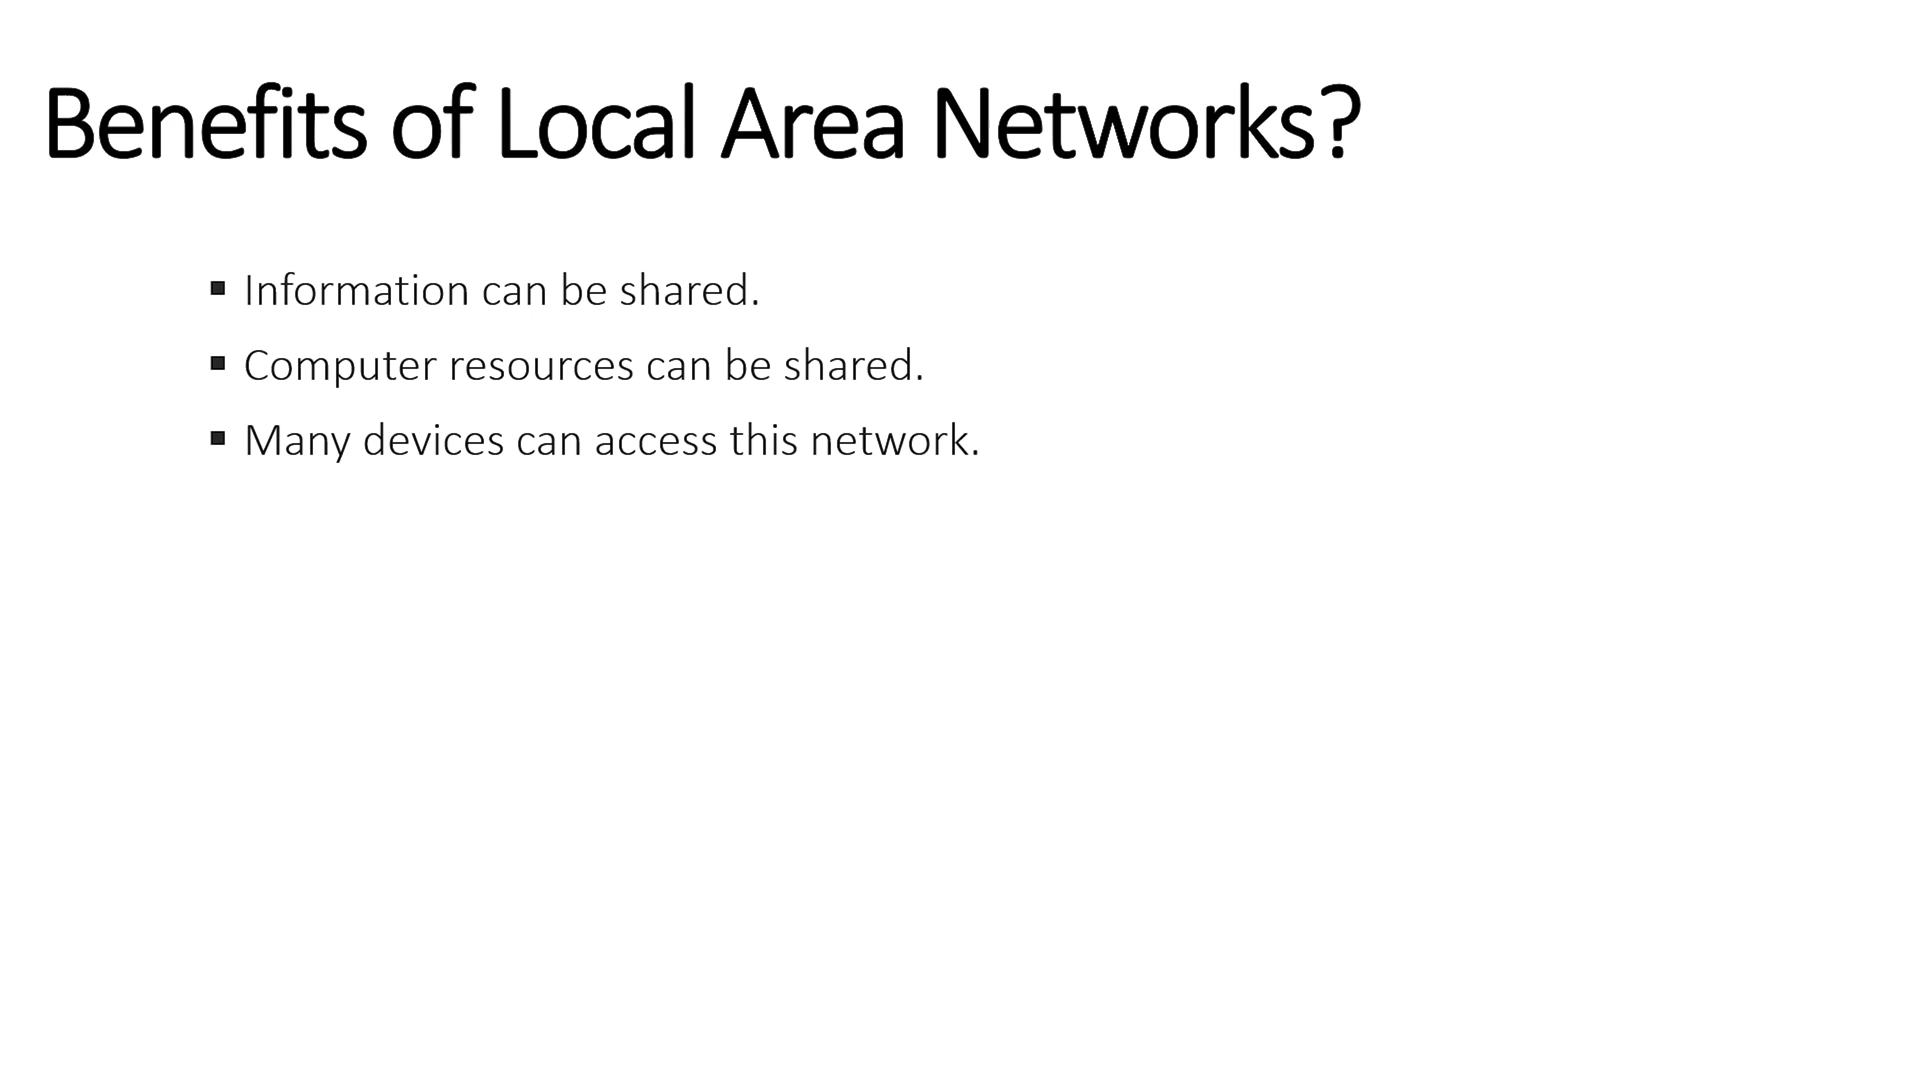 Benefits of Local Area Networks?
▪ Information can be shared.
▪ Computer resources can be shared.
▪ Many devices can access this network.